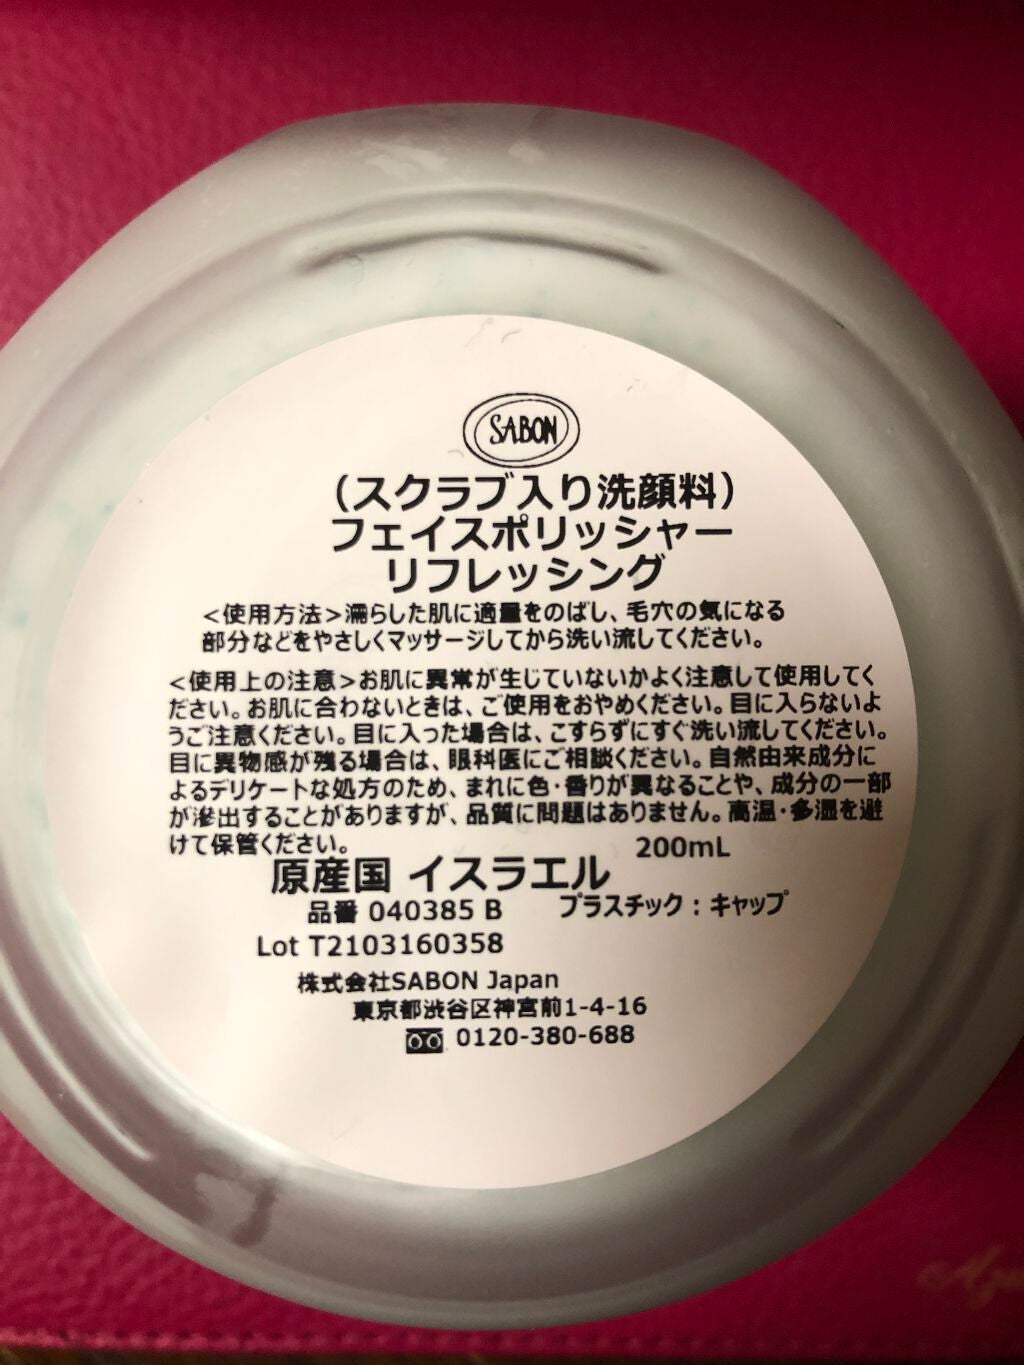 SABON
（スクラブ入り洗顔料）
フェイスポリッシャー
リフレッシング
＜使用方法＞濡らした肌に適量をのばし、毛穴の気になる
部分などをやさしくマッサージしてから洗い流してください。
＜使用上の注意＞お肌に異常が生じていないかよく注意して使用してく
ださい。お肌に合わないときは、ご使用をおやめください。目に入らないよ
うご注意ください。目に入った場合は、こすらずにすぐ洗い流してください。
目に異物感が残る場合は、眼科医にご相談ください。自然由来成分に
よるデリケートな処方のため、まれに色・香りが異なることや、成分の一部
が滲出することがありますが、品質に問題はありません。高温・多湿を避
けて保管ください。
200mL
原産国 イスラエル
品番 040385 B プラスチック：キャップ
Lot T2103160358
株式会社SABON Japan
東京都渋谷区神宮前1-4-16
0120-380-688